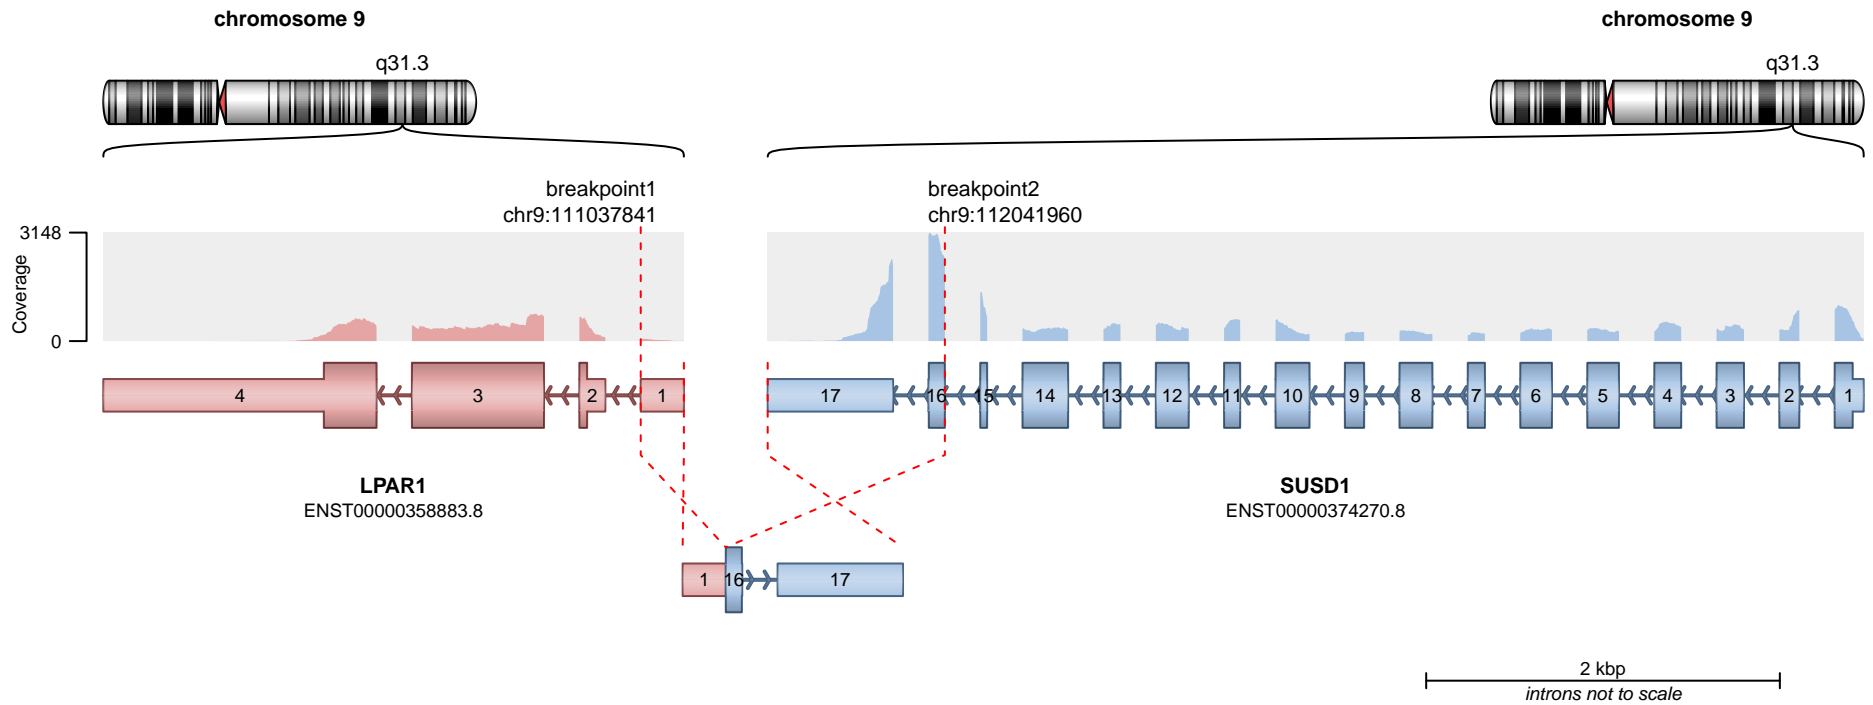 chromosome 9
chromosome 9
q31.3
q31.3
breakpoint1
chr9:111037841
breakpoint2
chr9:112041960
3148
Coverage
0
4
3
2
1
17
16
15
14
13
12
11
10
9
8
7
6
5
4
3
2
1
LPAR1
ENST00000358883.8
SUSD1
ENST00000374270.8
1
16
17
2 kbp
introns not to scale